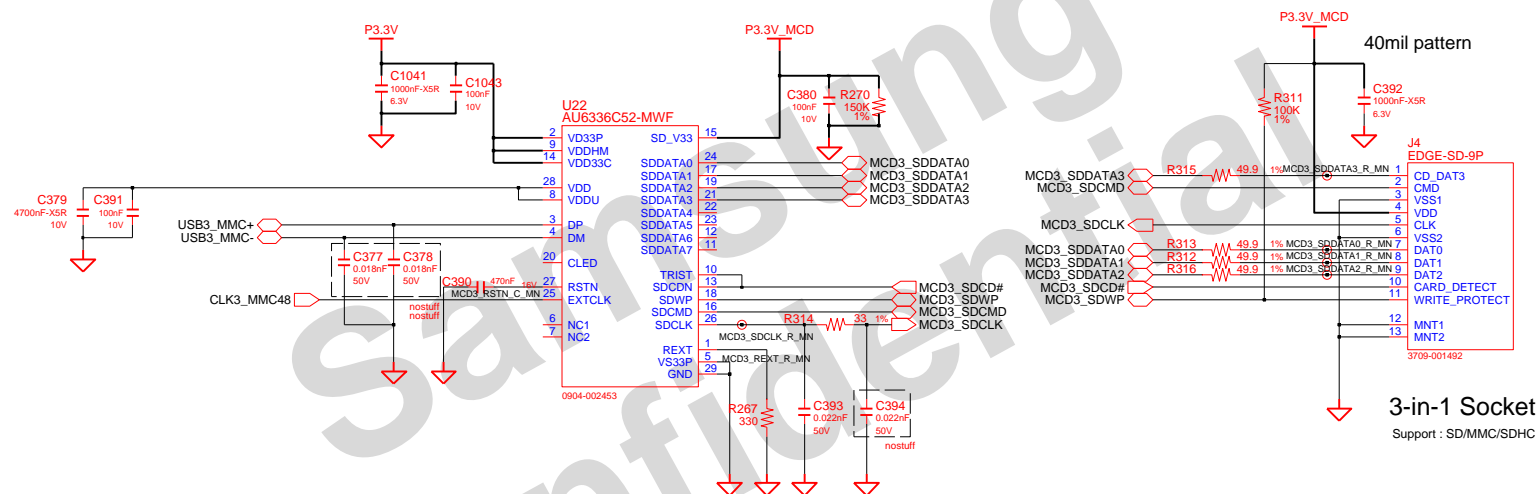 P3.3V
C1041
1000nF-X5R
6.3V
C1043
100nF
10V
P3.3V_MCD
C380
100nF
10V
R270
150K
1%
P3.3V_MCD
40mil pattern
R311
100K
1%
C392
1000nF-X5R
6.3V
U22
AU6336C52-MWF
2 VD33P
9 VDDHM
14 VDD33C
28 VDD
8 VDDU
3 DP
4 DM
20 CLED
27 RSTN
25 EXTCLK
6 NC1
7 NC2
SD_V33 15
SDDATA0 24
SDDATA1 17
SDDATA2 19
SDDATA3 21
SDDATA4 22
SDDATA5 23
SDDATA6 12
SDDATA7 11
TRIST 10
SDCDN 13
SDWP 18
SDCMD 16
SDCLK 26
REXT 1
VS33P 5
GND 29
0904-002453
MCD3_SDDATA0
MCD3_SDDATA1
MCD3_SDDATA2
MCD3_SDDATA3
C379
4700nF-X5R
10V
C391
100nF
10V
USB3_MMC+
USB3_MMC-
C377
0.018nF
50V
C378
0.018nF
50V
nostuff
nostuff
C390
470nF
16V
MCD3_RSTN_C_MN
CLK3_MMC48
MCD3_SDCD#
MCD3_SDWP
MCD3_SDCMD
MCD3_SDCLK
R314
33
1%
MCD3_SDCLK_R_MN
MCD3_REXT_R_MN
R267
330
C393
0.022nF
50V
C394
0.022nF
50V
nostuff
J4
EDGE-SD-9P
MCD3_SDDATA3 R315 49.9 1% MCD3_SDDATA3_R_MN
MCD3_SDCMD
MCD3_SDCLK
MCD3_SDDATA0 R313 49.9 1% MCD3_SDDATA0_R_MN
MCD3_SDDATA1 R312 49.9 1% MCD3_SDDATA1_R_MN
MCD3_SDDATA2 R316 49.9 1% MCD3_SDDATA2_R_MN
MCD3_SDCD#
MCD3_SDWP
1 CD_DAT3
2 CMD
3 VSS1
4 VDD
5 CLK
6 VSS2
7 DAT0
8 DAT1
9 DAT2
10 CARD_DETECT
11 WRITE_PROTECT
12 MNT1
13 MNT2
3709-001492
3-in-1 Socket
Support : SD/MMC/SDHC
Samsung